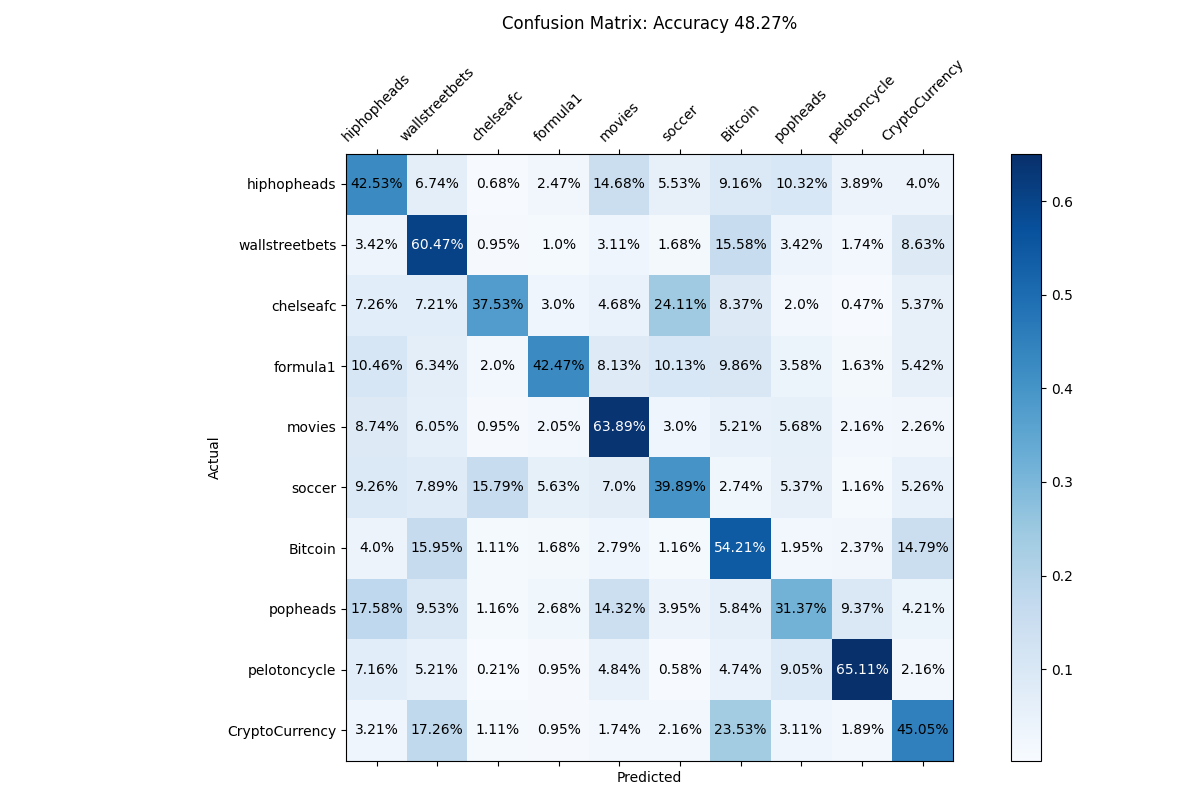 Confusion Matrix: Accuracy 48.27%
hiphopheads wallstreetbets chelseafc formula1 movies soccer Bitcoin popheads pelotoncycle CryptoCurrency
hiphopheads 42.53% 6.74% 0.68% 2.47% 14.68% 5.53% 9.16% 10.32% 3.89% 4.0%
wallstreetbets 3.42% 60.47% 0.95% 1.0% 3.11% 1.68% 15.58% 3.42% 1.74% 8.63%
chelseafc 7.26% 7.21% 37.53% 3.0% 4.68% 24.11% 8.37% 2.0% 0.47% 5.37%
formula1 10.46% 6.34% 2.0% 42.47% 8.13% 10.13% 9.86% 3.58% 1.63% 5.42%
movies 8.74% 6.05% 0.95% 2.05% 63.89% 3.0% 5.21% 5.68% 2.16% 2.26%
soccer 9.26% 7.89% 15.79% 5.63% 7.0% 39.89% 2.74% 5.37% 1.16% 5.26%
Bitcoin 4.0% 15.95% 1.11% 1.68% 2.79% 1.16% 54.21% 1.95% 2.37% 14.79%
popheads 17.58% 9.53% 1.16% 2.68% 14.32% 3.95% 5.84% 31.37% 9.37% 4.21%
pelotoncycle 7.16% 5.21% 0.21% 0.95% 4.84% 0.58% 4.74% 9.05% 65.11% 2.16%
CryptoCurrency 3.21% 17.26% 1.11% 0.95% 1.74% 2.16% 23.53% 3.11% 1.89% 45.05%
Actual
Predicted
0.6
0.5
0.4
0.3
0.2
0.1